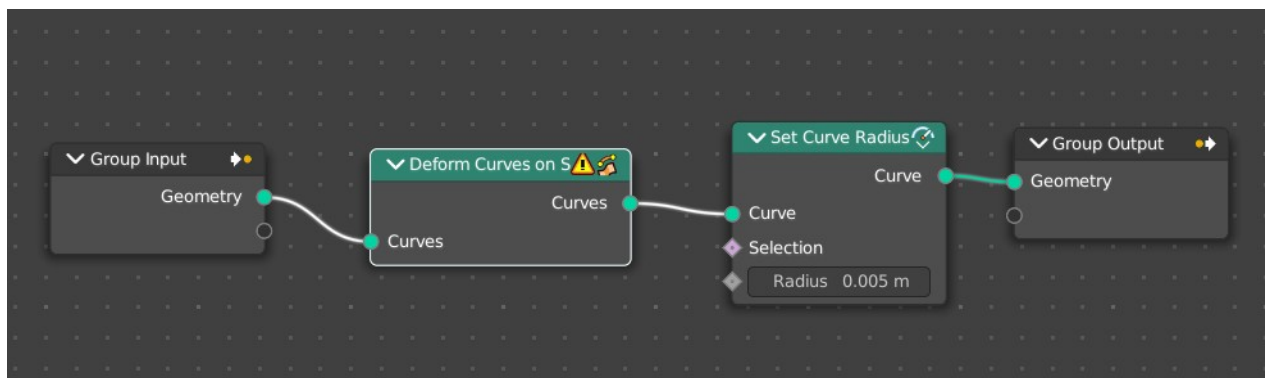 Group Input
Geometry
Deform Curves on S
Curves
Curves
Set Curve Radius
Curve
Curve
Selection
Radius 0.005 m
Group Output
Geometry